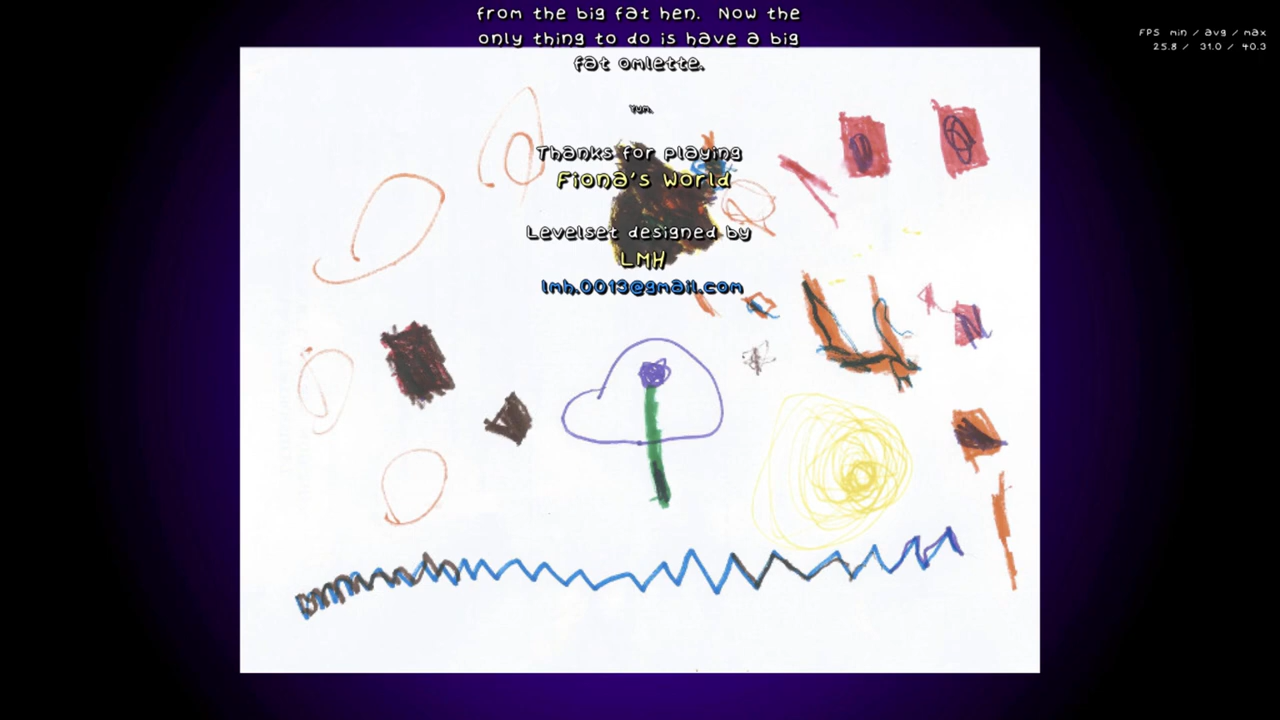 from the big fat hen. Now the
only thing to do is have a big
fat omlette.
Yum.
Thanks for playing
Fiona's World
Levelset designed by
LMH
lmh.0013@gmail.com
FPS min / avg / max
25.8 / 31.0 / 40.3